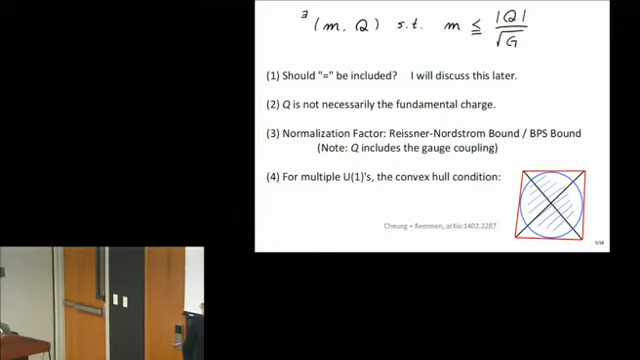 ∃ (m, Q) s.t. m ≤ |Q| / √G
(1) Should "=" be included? I will discuss this later.
(2) Q is not necessarily the fundamental charge.
(3) Normalization Factor: Reissner-Nordstrom Bound / BPS Bound
(Note: Q includes the gauge coupling)
(4) For multiple U(1)'s, the convex hull condition:
Cheung + Remmen, arXiv:1402.2287